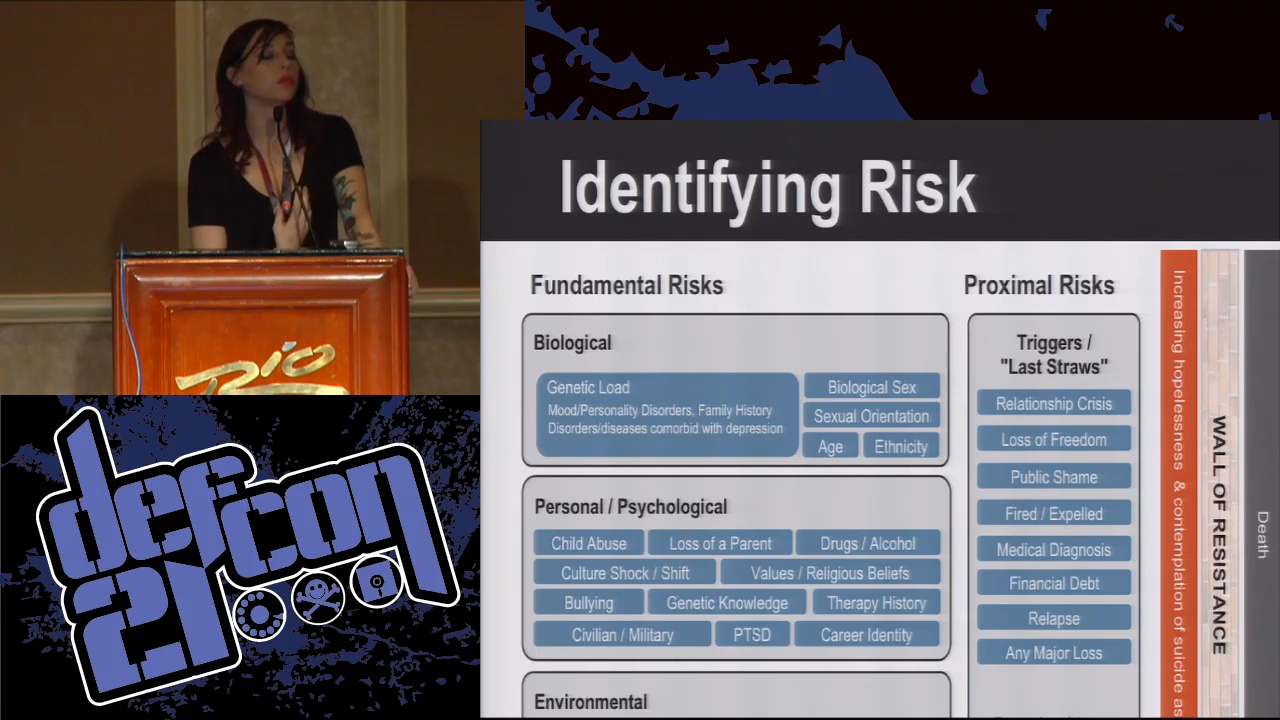 Identifying Risk
Fundamental Risks
Biological
Genetic Load
Mood/Personality Disorders, Family History
Disorders/diseases comorbid with depression
Biological Sex
Sexual Orientation
Age
Ethnicity
Personal / Psychological
Child Abuse
Loss of a Parent
Drugs / Alcohol
Culture Shock / Shift
Values / Religious Beliefs
Bullying
Genetic Knowledge
Therapy History
Civilian / Military
PTSD
Career Identity
Environmental
Proximal Risks
Triggers /
"Last Straws"
Relationship Crisis
Loss of Freedom
Public Shame
Fired / Expelled
Medical Diagnosis
Financial Debt
Relapse
Any Major Loss
Increasing hopelessness & contemplation of suicide as
WALL OF RESISTANCE
Death
Rio
defcon
21